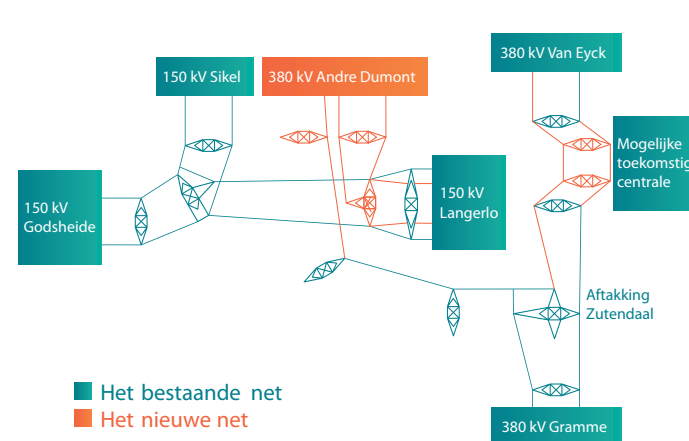 380 kV Van Eyck
150 kV Sikel
380 kV Andre Dumont
Mogelijke
toekomstig
centrale
150 kV
Godsheide
150 kV
Langerlo
Aftakking
Zutendaal
Het bestaande net
Het nieuwe net
380 kV Gramme